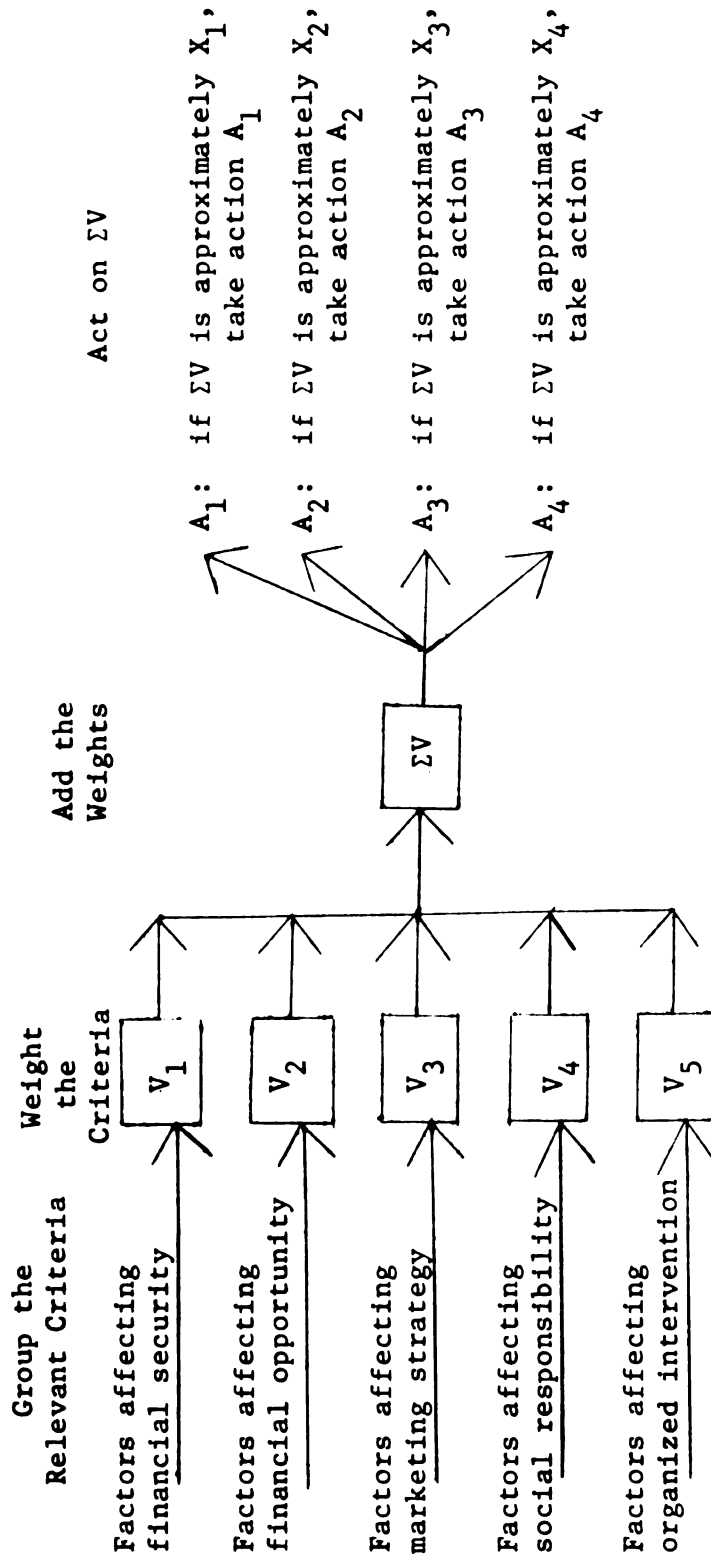 Group the
Relevant Criteria
Weight
the
Criteria
Add the
Weights
Act on ΣV
Factors affecting
financial security
V₁
Factors affecting
financial opportunity
V₂
Factors affecting
marketing strategy
V₃
Factors affecting
social responsibility
V₄
Factors affecting
organized intervention
V₅
ΣV
A₁: if ΣV is approximately X₁,
take action A₁
A₂: if ΣV is approximately X₂,
take action A₂
A₃: if ΣV is approximately X₃,
take action A₃
A₄: if ΣV is approximately X₄,
take action A₄